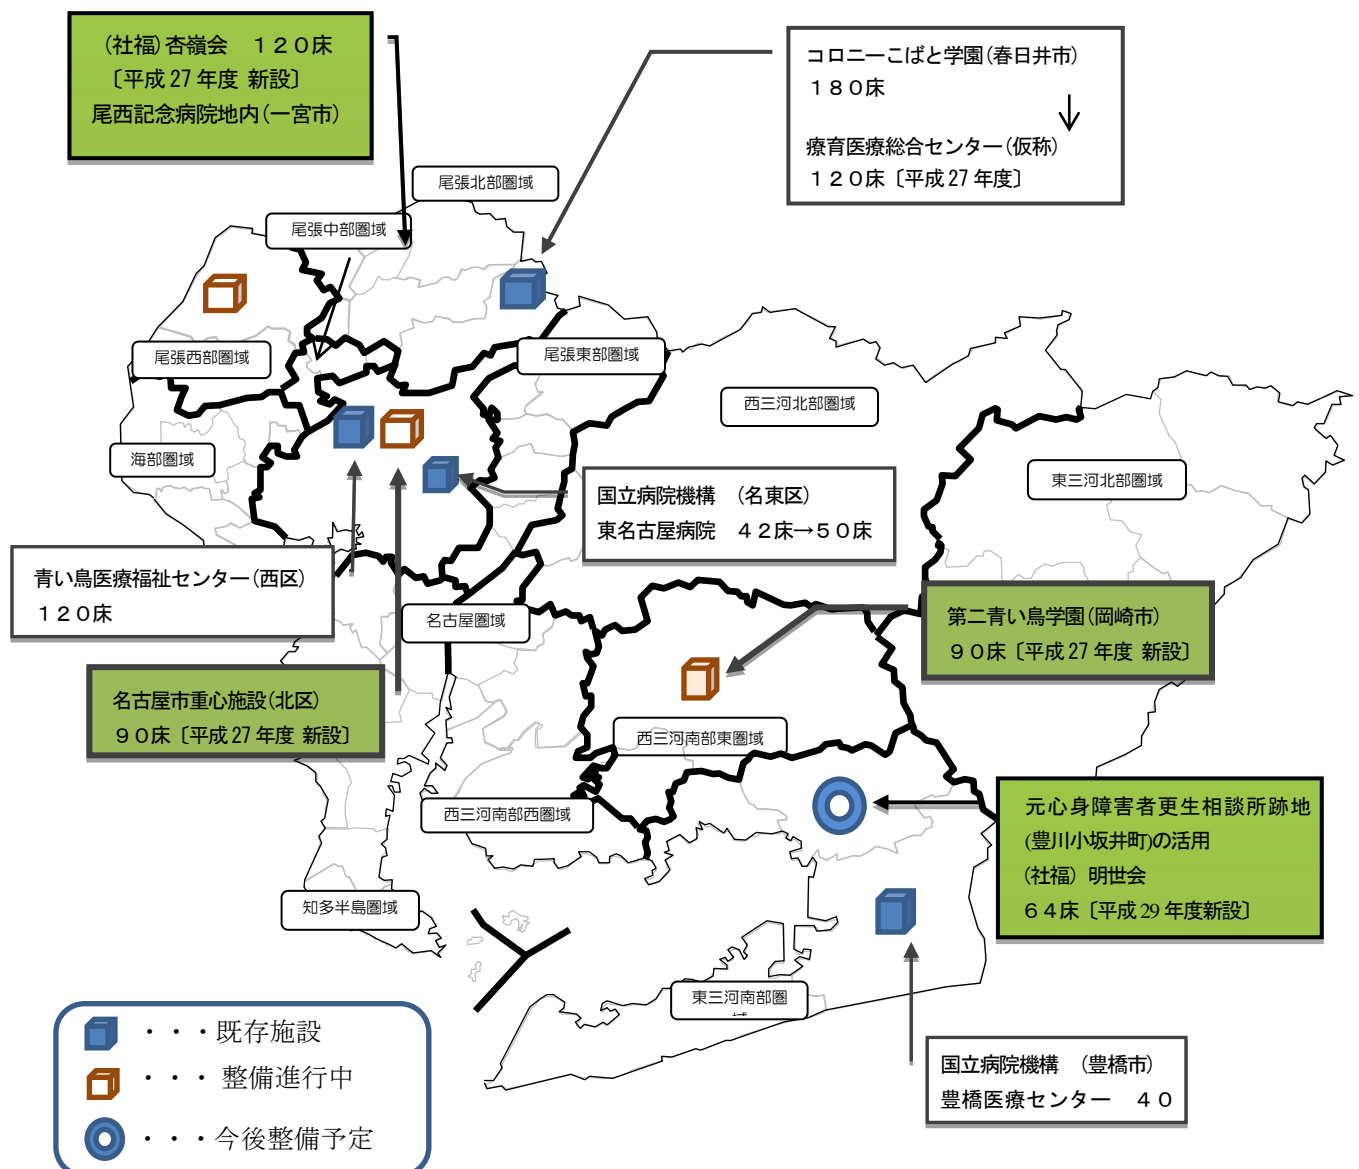 (社福)杏嶺会　１２０床
〔平成 27 年度 新設〕
尾西記念病院地内(一宮市)
コロニーこばと学園(春日井市)
１８０床
療育医療総合センター(仮称)
１２０床〔平成 27 年度〕
尾張北部圏域
尾張中部圏域
尾張西部圏域
尾張東部圏域
西三河北部圏域
海部圏域
東三河北部圏域
国立病院機構　(名東区)
東名古屋病院　４２床→５０床
青い鳥医療福祉センター(西区)
１２０床
名古屋圏域
第二青い鳥学園(岡崎市)
９０床〔平成 27 年度 新設〕
名古屋市重心施設(北区)
９０床〔平成 27 年度 新設〕
西三河南部東圏域
西三河南部西圏域
元心身障害者更生相談所跡地
(豊川小坂井町)の活用
(社福) 明世会
６４床〔平成 29 年度新設〕
知多半島圏域
東三河南部圏
域
国立病院機構　(豊橋市)
豊橋医療センター　４０
・・・既存施設
・・・ 整備進行中
・・・今後整備予定